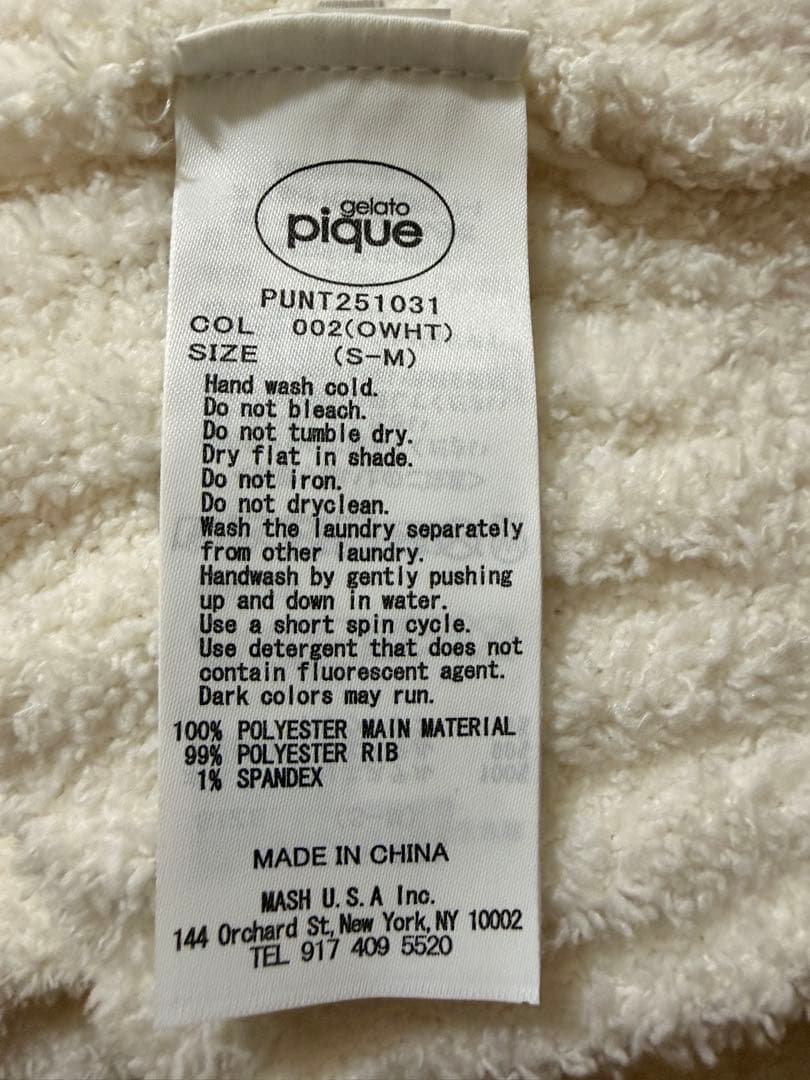 gelato
pique
PUNT251031
COL 002(OWHT)
SIZE (S-M)
Hand wash cold.
Do not bleach.
Do not tumble dry.
Dry flat in shade.
Do not iron.
Do not dryclean.
Wash the laundry separately
from other laundry.
Handwash by gently pushing
up and down in water.
Use a short spin cycle.
Use detergent that does not
contain fluorescent agent.
Dark colors may run.
100% POLYESTER MAIN MATERIAL
99% POLYESTER RIB
1% SPANDEX
MADE IN CHINA
MASH U.S.A Inc.
144 Orchard St, New York, NY 10002
TEL 917 409 5520